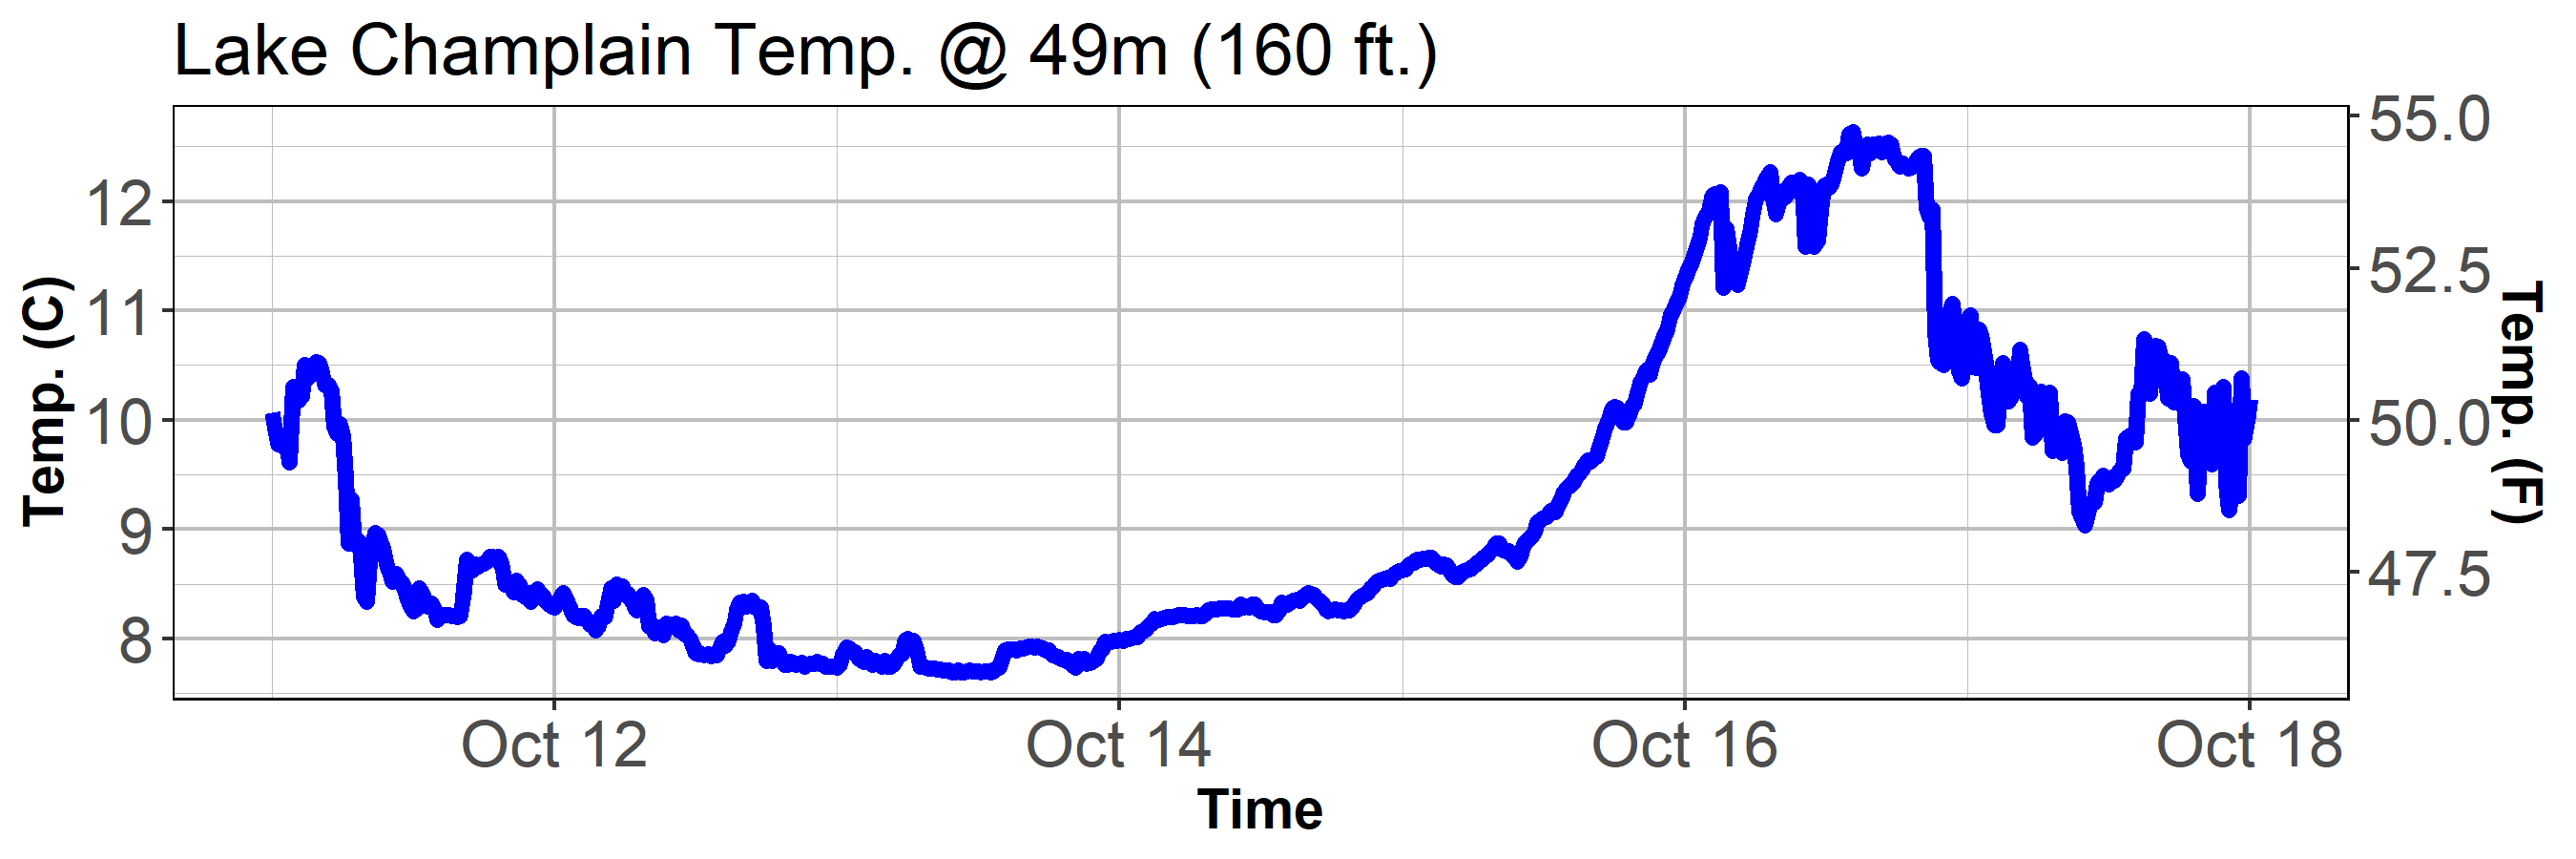 Lake Champlain Temp. @ 49m (160 ft.)
Temp. (C)
12
11
10
9
8
55.0
52.5
50.0
47.5
Temp. (F)
Oct 12 Oct 14 Oct 16 Oct 18
Time